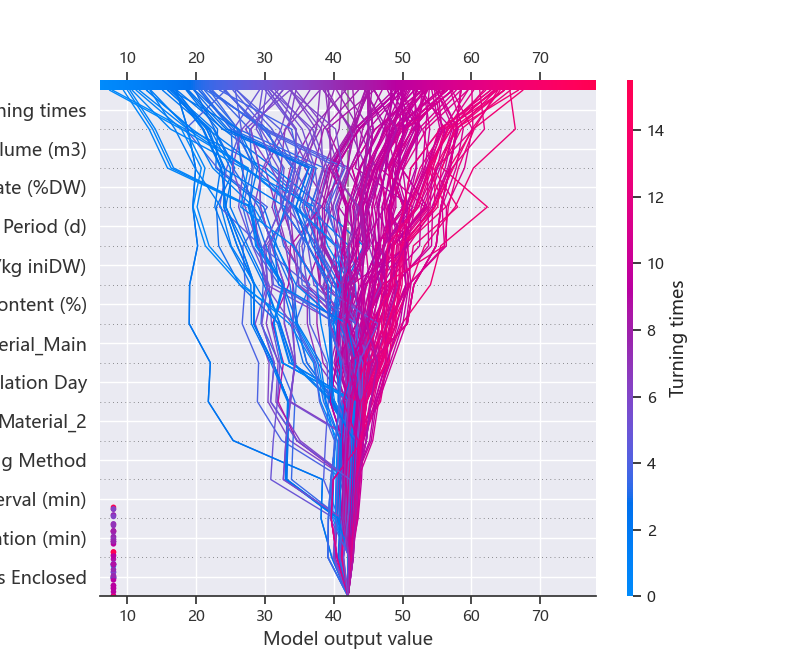 10 20 30 40 50 60 70
ning times
lume (m3)
ate (%DW)
Period (d)
/kg iniDW)
ontent (%)
erial_Main
lation Day
Material_2
g Method
erval (min)
ation (min)
s Enclosed
10 20 30 40 50 60 70
Model output value
14
12
10
8
6
4
2
0
Turning times